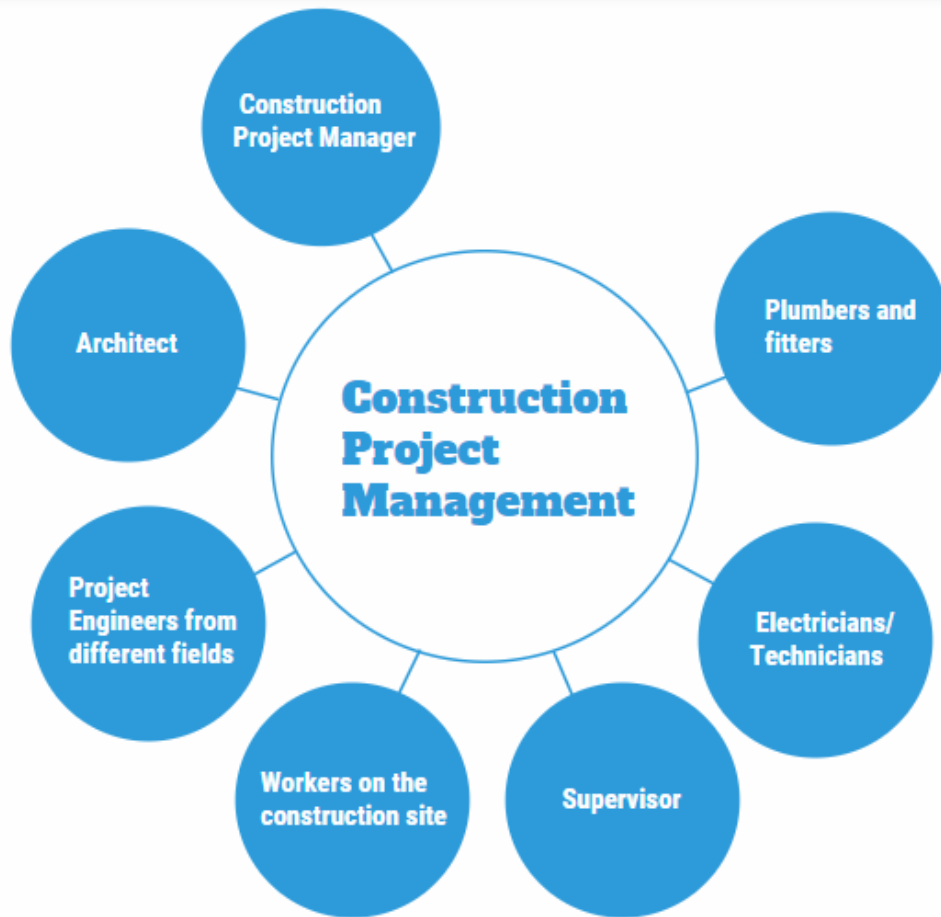 Construction
Project Manager
Architect
Plumbers and
fitters
Construction
Project
Management
Project
Engineers from
different fields
Electricians/
Technicians
Workers on the
construction site
Supervisor